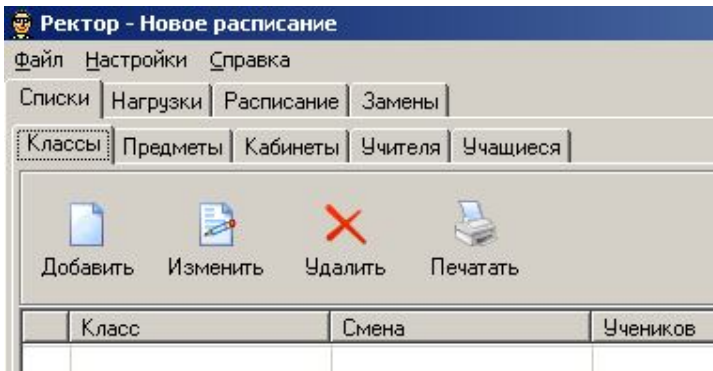 Ректор - Новое расписание
Файл Настройки Справка
Списки Нагрузки Расписание Замены
Классы Предметы Кабинеты Учителя Учащиеся
Добавить Изменить Удалить Печатать
Класс Смена Учеников